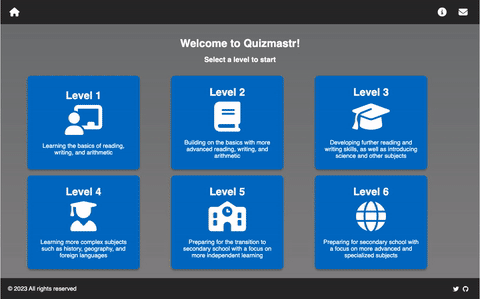 Welcome to Quizmastr!
Select a level to start
Level 1
Learning the basics of reading,
writing, and arithmetic
Level 2
Building on the basics with more
advanced reading, writing, and
arithmetic
Level 3
Developing further reading and
writing skills, as well as introducing
science and other subjects
Level 4
Learning more complex subjects
such as history, geography, and
foreign languages
Level 5
Preparing for the transition to
secondary school with a focus on
more independent learning
Level 6
Preparing for secondary school with
a focus on more advanced and
specialized subjects
© 2023 All rights reserved